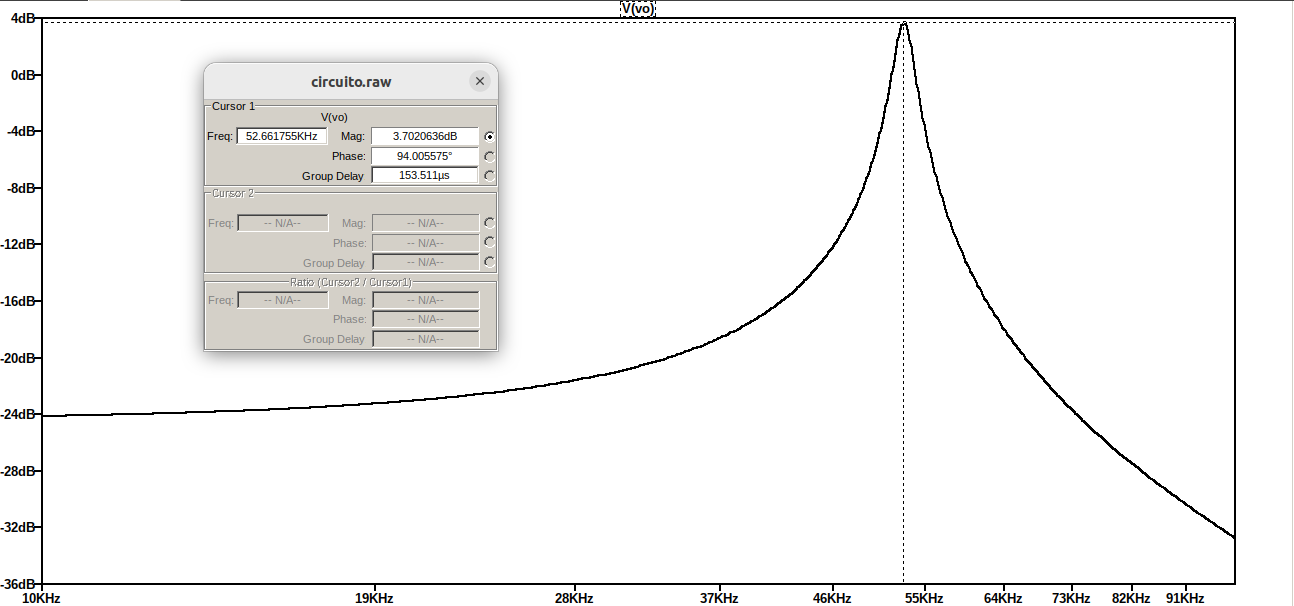 V(vo)
4dB
0dB
-4dB
-8dB
-12dB
-16dB
-20dB
-24dB
-28dB
-32dB
-36dB
10KHz 19KHz 28KHz 37KHz 46KHz 55KHz 64KHz 73KHz 82KHz 91KHz
circuito.raw
Cursor 1
V(vo)
Freq: 52.661755KHz Mag: 3.7020636dB
Phase: 94.005575°
Group Delay 153.511µs
Cursor 2
Freq: -- N/A-- Mag: -- N/A--
Phase: -- N/A--
Group Delay -- N/A--
Ratio (Cursor2 / Cursor1)
Freq: -- N/A-- Mag: -- N/A--
Phase: -- N/A--
Group Delay -- N/A--